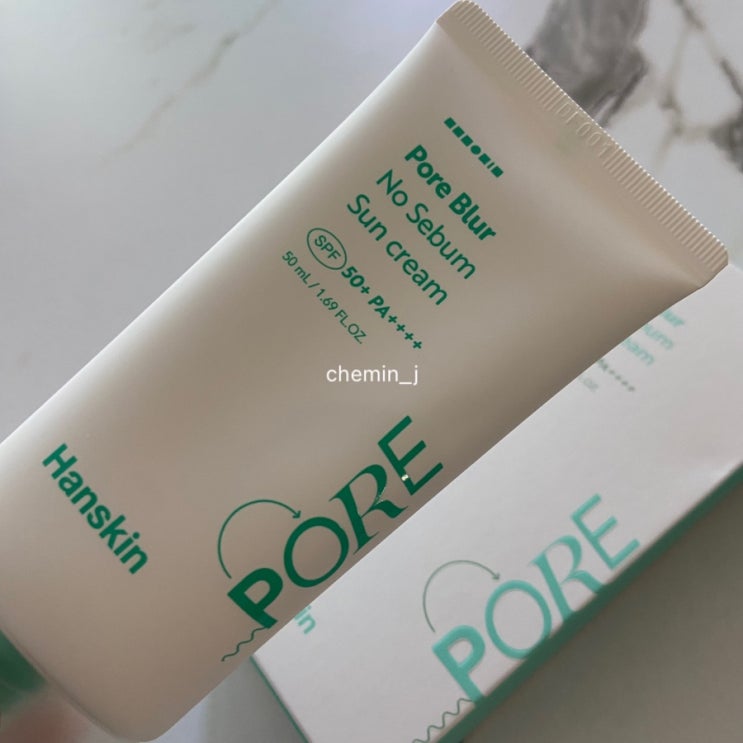 Pore Blur
No Sebum
Sun cream
SPF 50+ PA++++
50 mL / 1.69 FL.OZ.
chemin_j
PORE
Hanskin
PORE